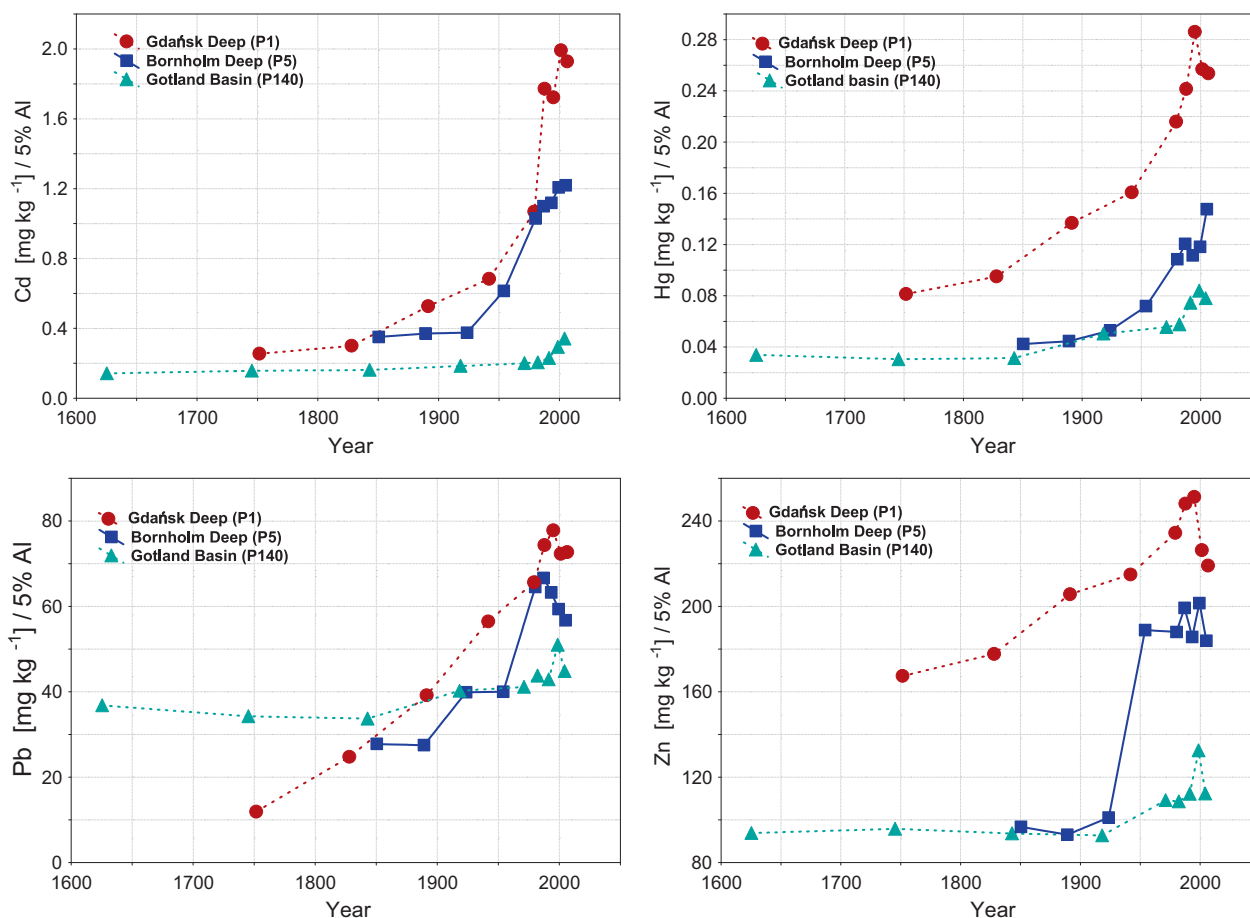 Cd [mg kg -1] / 5% Al
2.0
1.6
1.2
0.8
0.4
0.0
Gdańsk Deep (P1)
Bornholm Deep (P5)
Gotland Basin (P140)
1600 1700 1800 1900 2000
Year
Hg [mg kg -1] / 5% Al
0.28
0.24
0.20
0.16
0.12
0.08
0.04
0.00
Gdańsk Deep (P1)
Bornholm Deep (P5)
Gotland basin (P140)
1600 1700 1800 1900 2000
Year
Pb [mg kg -1] / 5% Al
80
60
40
20
0
Gdańsk Deep (P1)
Bornholm Deep (P5)
Gotland Basin (P140)
1600 1700 1800 1900 2000
Year
Zn [mg kg -1] / 5% Al
240
200
160
120
80
Gdańsk Deep (P1)
Bornholm Deep (P5)
Gotland Basin (P140)
1600 1700 1800 1900 2000
Year